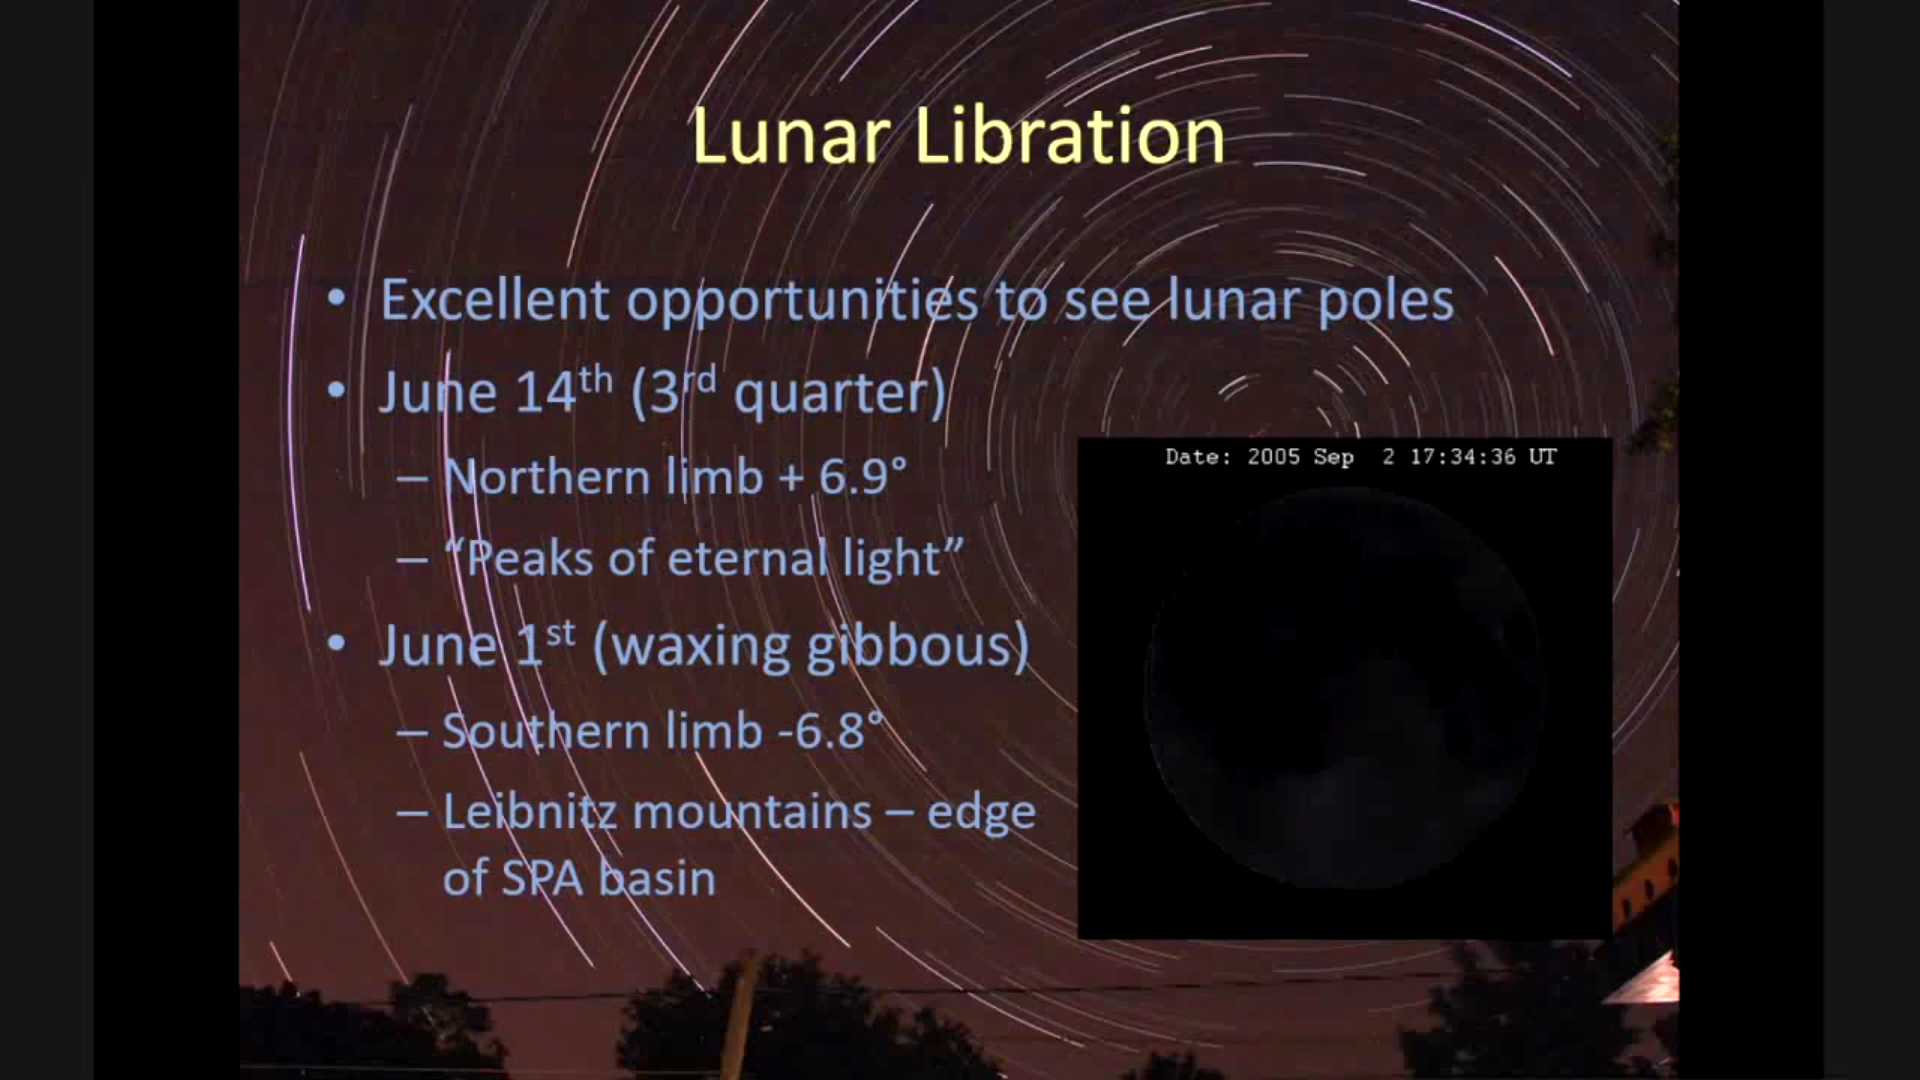 Lunar Libration
• Excellent opportunities to see lunar poles
• June 14th (3rd quarter)
– Northern limb + 6.9°
– “Peaks of eternal light”
• June 1st (waxing gibbous)
– Southern limb -6.8°
– Leibnitz mountains – edge
of SPA basin
Date: 2005 Sep 2 17:34:36 UT